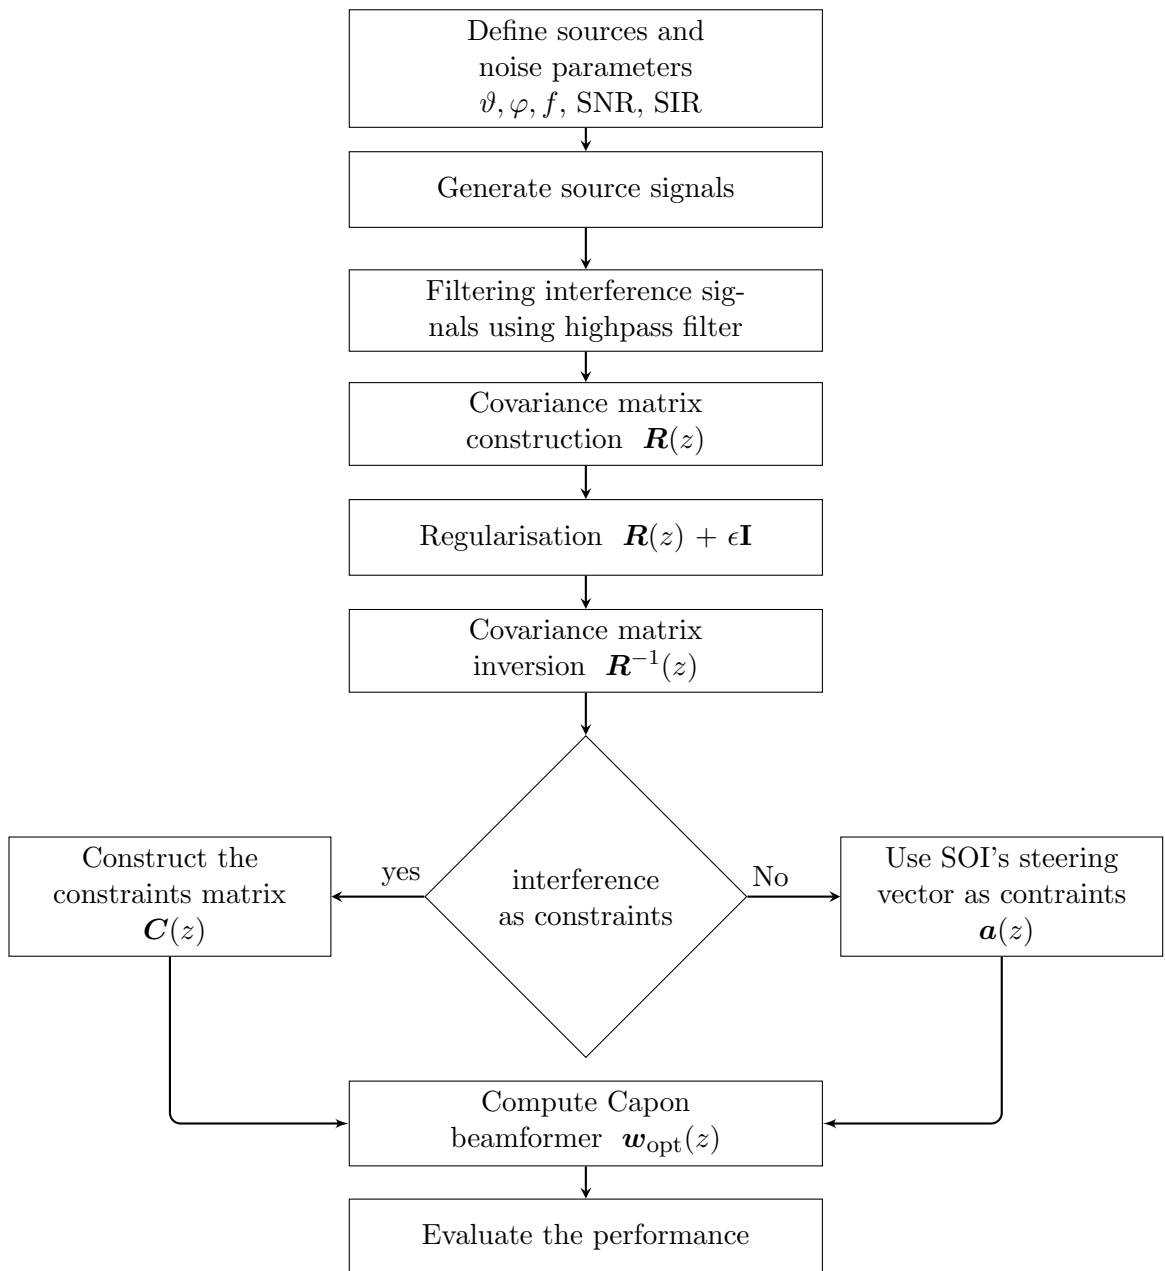 Define sources and
noise parameters
ϑ, φ, f, SNR, SIR
Generate source signals
Filtering interference sig-
nals using highpass filter
Covariance matrix
construction R(z)
Regularisation R(z) + ϵI
Covariance matrix
inversion R⁻¹(z)
interference
as constraints
yes
No
Construct the
constraints matrix
C(z)
Use SOI's steering
vector as contraints
a(z)
Compute Capon
beamformer w_opt(z)
Evaluate the performance